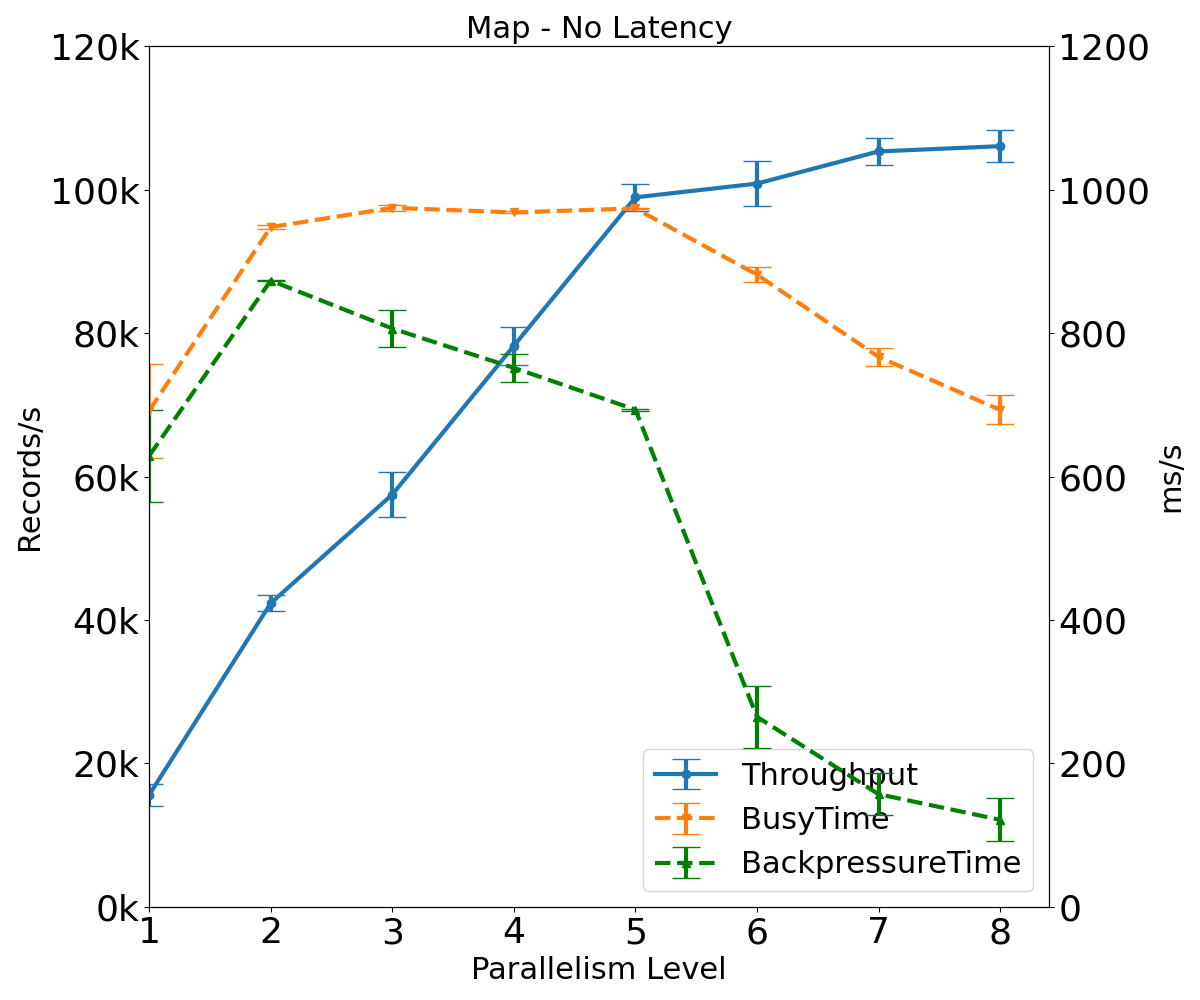 Map - No Latency
120k
100k
80k
60k
40k
20k
0k
Records/s
1200
1000
800
600
400
200
0
ms/s
Throughput
BusyTime
BackpressureTime
1 2 3 4 5 6 7 8
Parallelism Level